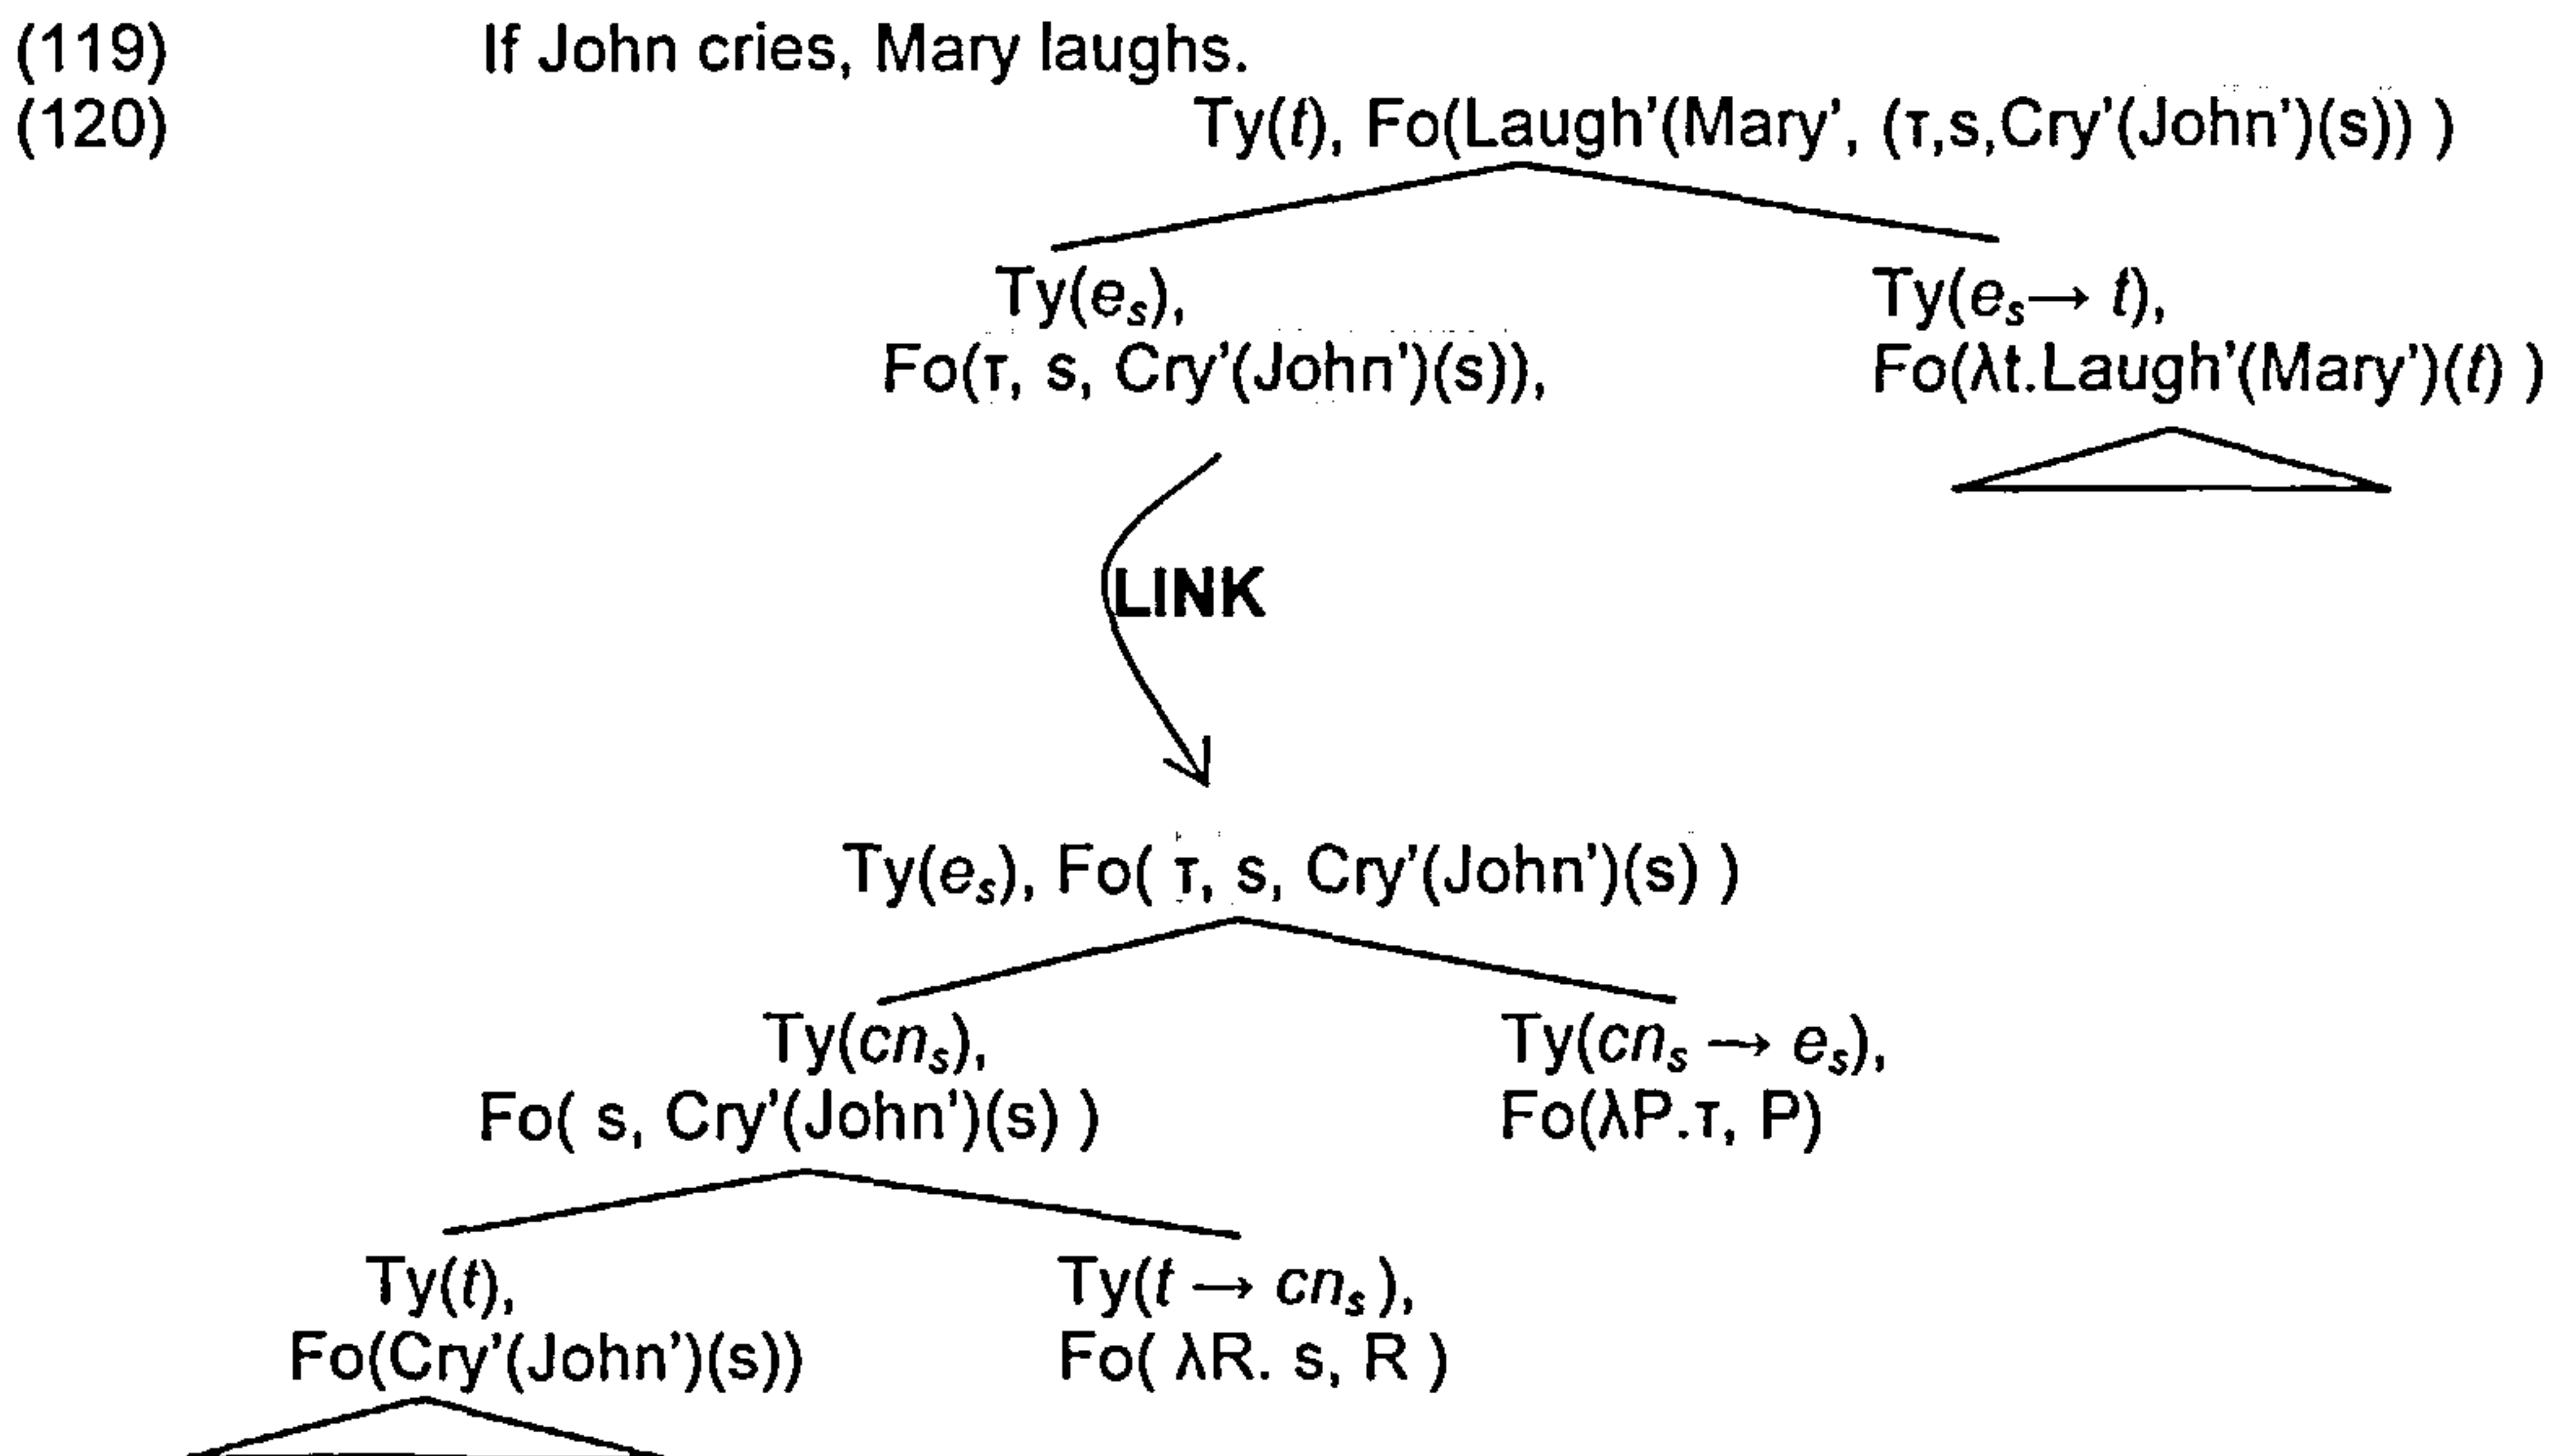 (119) If John cries, Mary laughs.
(120) Ty(t), Fo(Laugh’(Mary’, (τ,s,Cry’(John’)(s)) )
Ty(eₛ), Ty(eₛ→ t),
Fo(τ, s, Cry’(John’)(s)), Fo(λt.Laugh’(Mary’)(t) )
LINK
Ty(eₛ), Fo( τ, s, Cry’(John’)(s) )
Ty(cnₛ), Ty(cnₛ → eₛ),
Fo( s, Cry’(John’)(s) ) Fo(λP.τ, P)
Ty(t), Ty(t → cnₛ ),
Fo(Cry’(John’)(s)) Fo( λR. s, R )